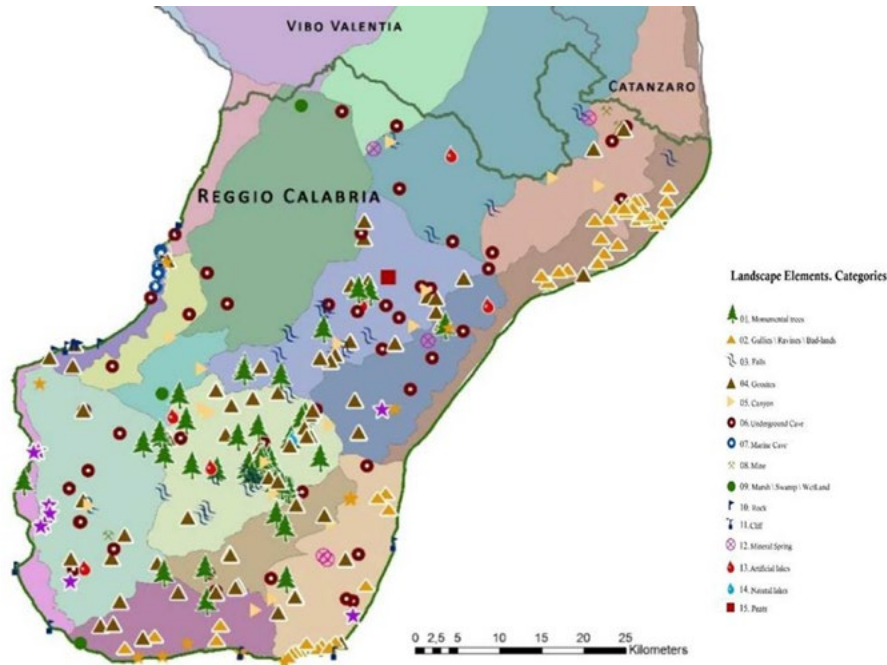 VIBO VALENTIA
CATANZARO
REGGIO CALABRIA
Landscape Elements. Categories
01. Monumental trees
02. Gullies \ Ravines \ Bad-lands
03. Falls
04. Geosites
05. Canyon
06. Underground Cave
07. Marine Cave
08. Mine
09. Marsh \ Swamp \ Wetland
10. Rock
11. Cliff
12. Mineral Spring
13. Artificial lakes
14. Natural lakes
15. Peaty
0 2,5 5 10 15 20 25
Kilometers